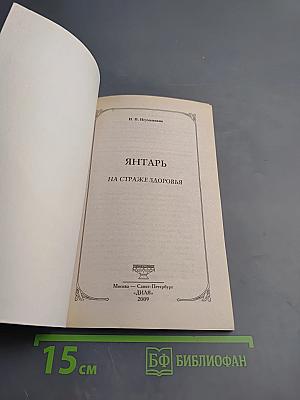 ЯНТАРЬ
НА СТРАЖЕ ЗДОРОВЬЯ
Москва — Санкт-Петербург
«ДИЛЯ»
2009
15 см
БФ БИБЛИОФАН